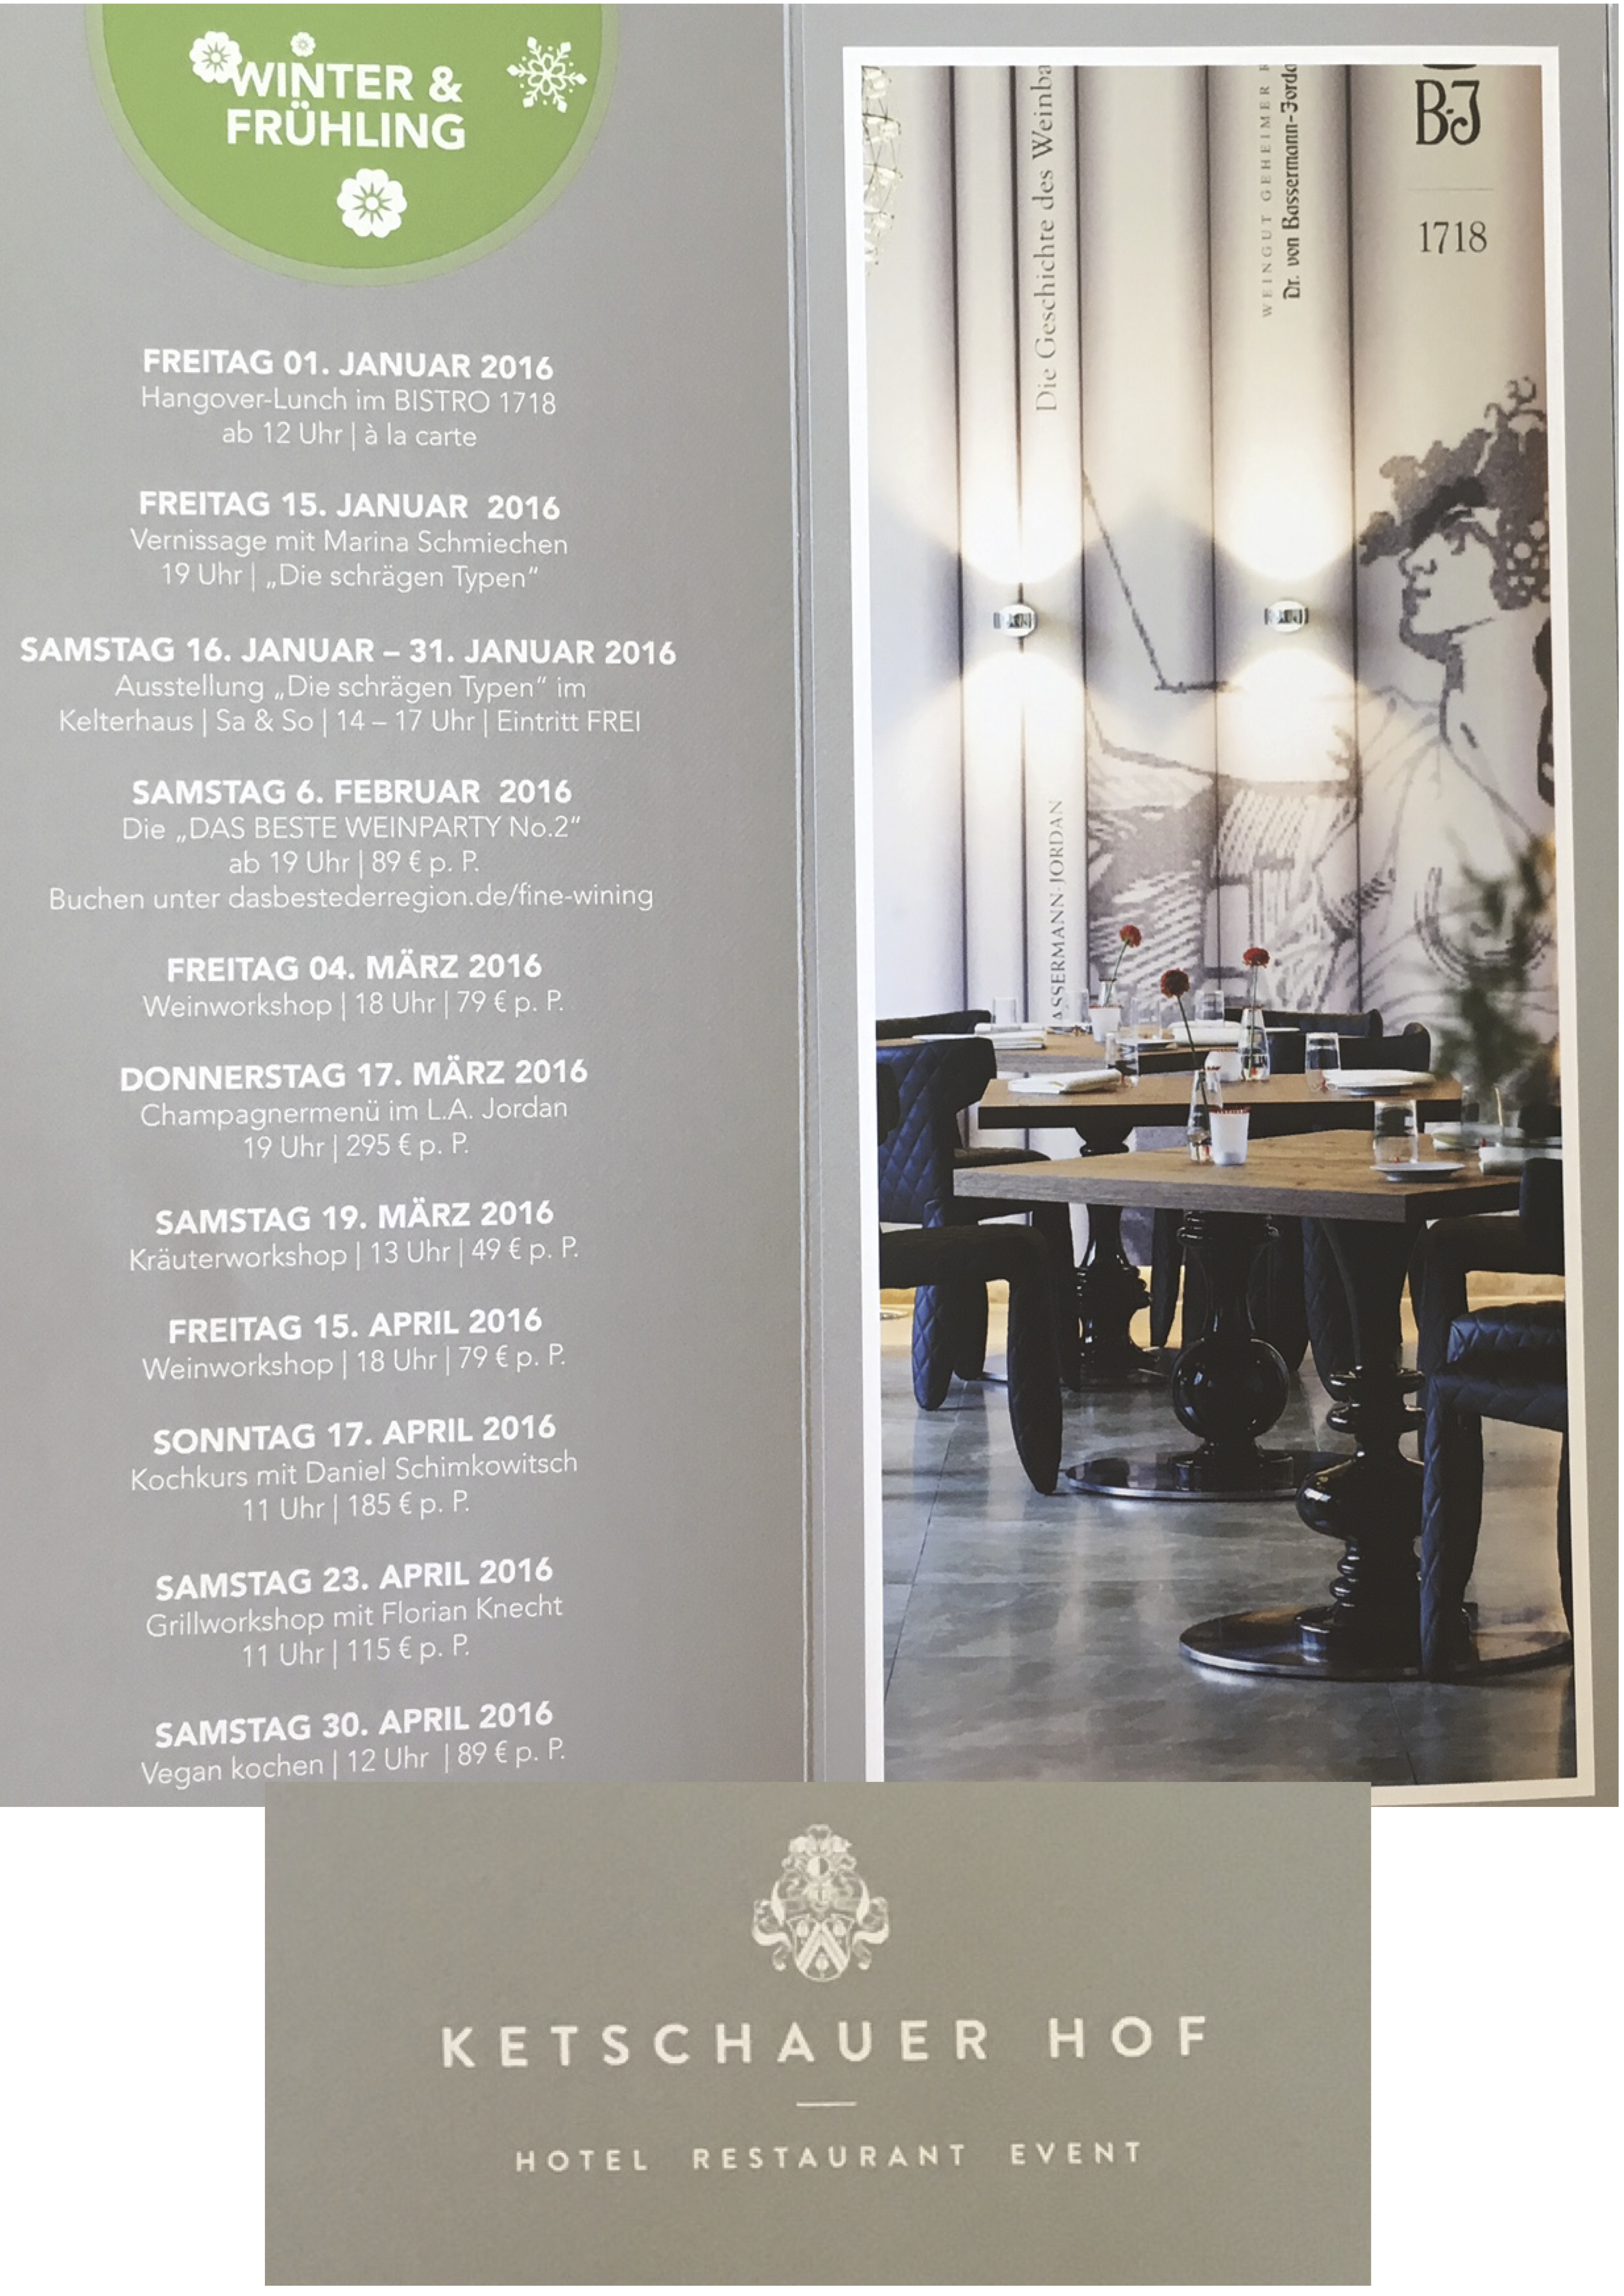 WINTER &
FRÜHLING
FREITAG 01. JANUAR 2016
Hangover-Lunch im BISTRO 1718
ab 12 Uhr | à la carte
FREITAG 15. JANUAR 2016
Vernissage mit Marina Schmiechen
19 Uhr | „Die schrägen Typen“
SAMSTAG 16. JANUAR – 31. JANUAR 2016
Ausstellung „Die schrägen Typen“ im
Kelterhaus | Sa & So | 14 – 17 Uhr | Eintritt FREI
SAMSTAG 6. FEBRUAR 2016
Die „DAS BESTE WEINPARTY No.2“
ab 19 Uhr | 89 € p. P.
Buchen unter dasbestederregion.de/fine-wining
FREITAG 04. MÄRZ 2016
Weinworkshop | 18 Uhr | 79 € p. P.
DONNERSTAG 17. MÄRZ 2016
Champagnermenü im L.A. Jordan
19 Uhr | 295 € p. P.
SAMSTAG 19. MÄRZ 2016
Kräuterworkshop | 13 Uhr | 49 € p. P.
FREITAG 15. APRIL 2016
Weinworkshop | 18 Uhr | 79 € p. P.
SONNTAG 17. APRIL 2016
Kochkurs mit Daniel Schimkowitsch
11 Uhr | 185 € p. P.
SAMSTAG 23. APRIL 2016
Grillworkshop mit Florian Knecht
11 Uhr | 115 € p. P.
SAMSTAG 30. APRIL 2016
Vegan kochen | 12 Uhr | 89 € p. P.
Die Geschichte des Weinba
WEINGUT GEHEIMER
Dr. von Bassermann-Jorda
B-J
1718
ASSERMANN-JORDAN
KETSCHAUER HOF
HOTEL RESTAURANT EVENT